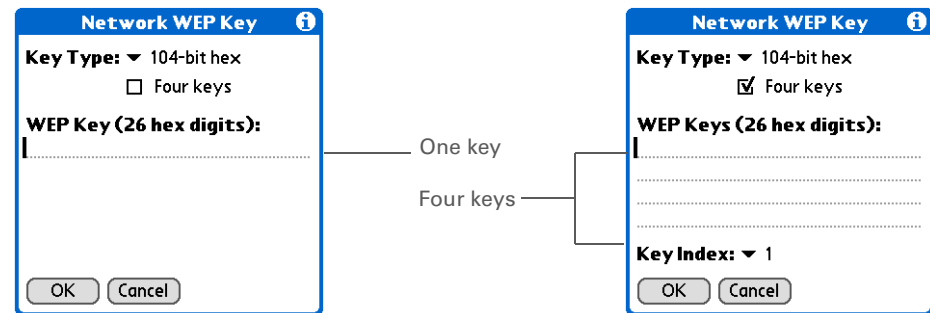 Network WEP Key
Key Type: 104-bit hex
Four keys
WEP Key (26 hex digits):
OK Cancel
One key
Four keys
Network WEP Key
Key Type: 104-bit hex
Four keys
WEP Keys (26 hex digits):
Key Index: 1
OK Cancel